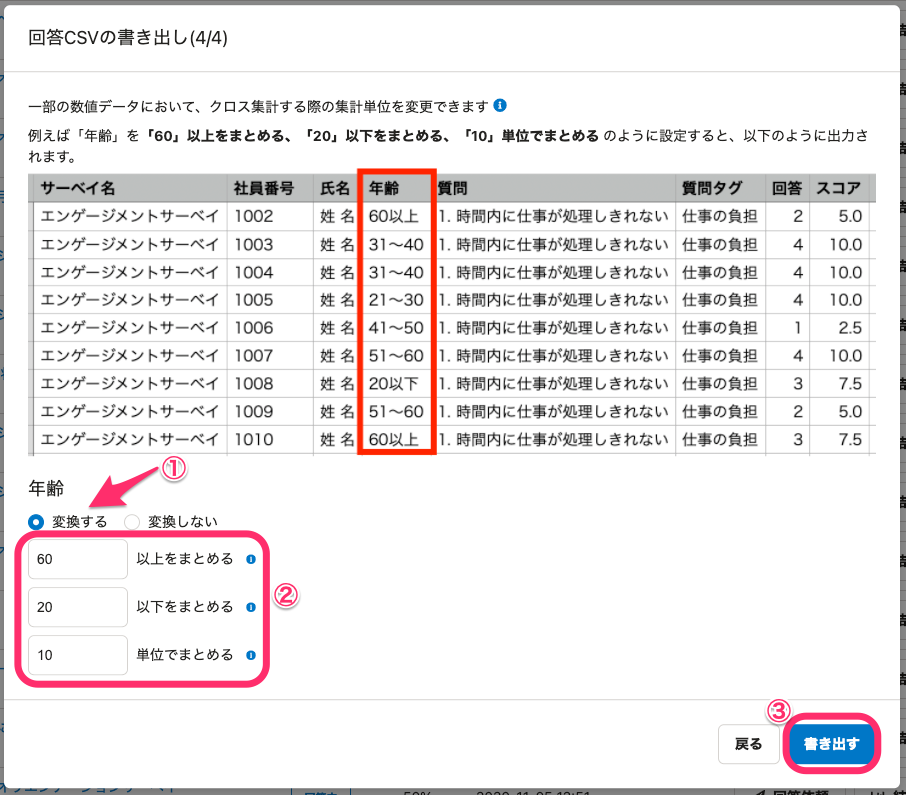 回答CSVの書き出し(4/4)
一部の数値データにおいて、クロス集計する際の集計単位を変更できます
例えば「年齢」を「60」以上をまとめる、「20」以下をまとめる、「10」単位でまとめる のように設定すると、以下のように出力さ
れます。
サーベイ名 社員番号 氏名 年齢 質問 質問タグ 回答 スコア
エンゲージメントサーベイ 1002 姓 名 60以上 1. 時間内に仕事が処理しきれない 仕事の負担 2 5.0
エンゲージメントサーベイ 1003 姓 名 31〜40 1. 時間内に仕事が処理しきれない 仕事の負担 4 10.0
エンゲージメントサーベイ 1004 姓 名 31〜40 1. 時間内に仕事が処理しきれない 仕事の負担 4 10.0
エンゲージメントサーベイ 1005 姓 名 21〜30 1. 時間内に仕事が処理しきれない 仕事の負担 4 10.0
エンゲージメントサーベイ 1006 姓 名 41〜50 1. 時間内に仕事が処理しきれない 仕事の負担 1 2.5
エンゲージメントサーベイ 1007 姓 名 51〜60 1. 時間内に仕事が処理しきれない 仕事の負担 4 10.0
エンゲージメントサーベイ 1008 姓 名 20以下 1. 時間内に仕事が処理しきれない 仕事の負担 3 7.5
エンゲージメントサーベイ 1009 姓 名 51〜60 1. 時間内に仕事が処理しきれない 仕事の負担 2 5.0
エンゲージメントサーベイ 1010 姓 名 60以上 1. 時間内に仕事が処理しきれない 仕事の負担 3 7.5
①
年齢
変換する 変換しない
60 以上をまとめる
②
20 以下をまとめる
10 単位でまとめる
③
戻る 書き出す